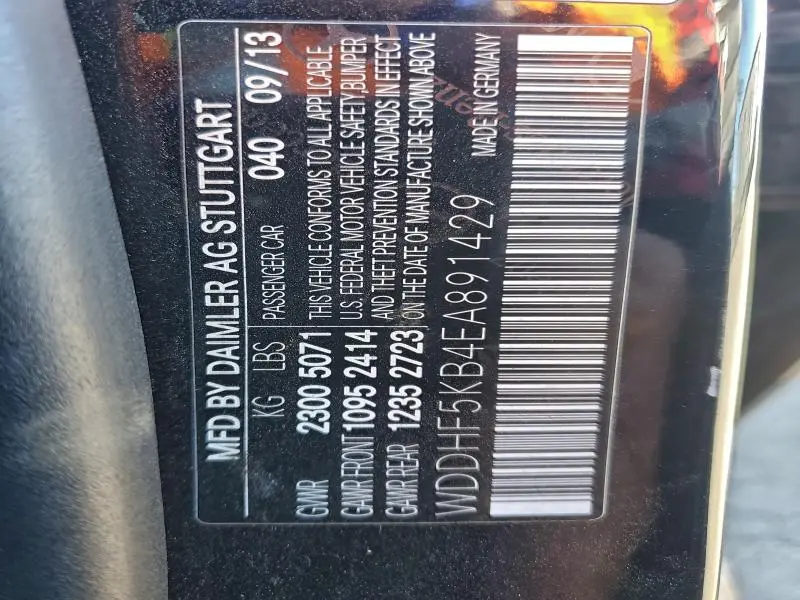 MFD BY DAIMLER AG STUTTGART
KG LBS PASSENGER CAR 040 09/13
GVWR 2300 5071 THIS VEHICLE CONFORMS TO ALL APPLICABLE
GAWR FRONT 1095 2414 U.S. FEDERAL MOTOR VEHICLE SAFETY, BUMPER
GAWR REAR 1235 2723 AND THEFT PREVENTION STANDARDS IN EFFECT
ON THE DATE OF MANUFACTURE SHOWN ABOVE
WDDHF5KB4EA891429 MADE IN GERMANY